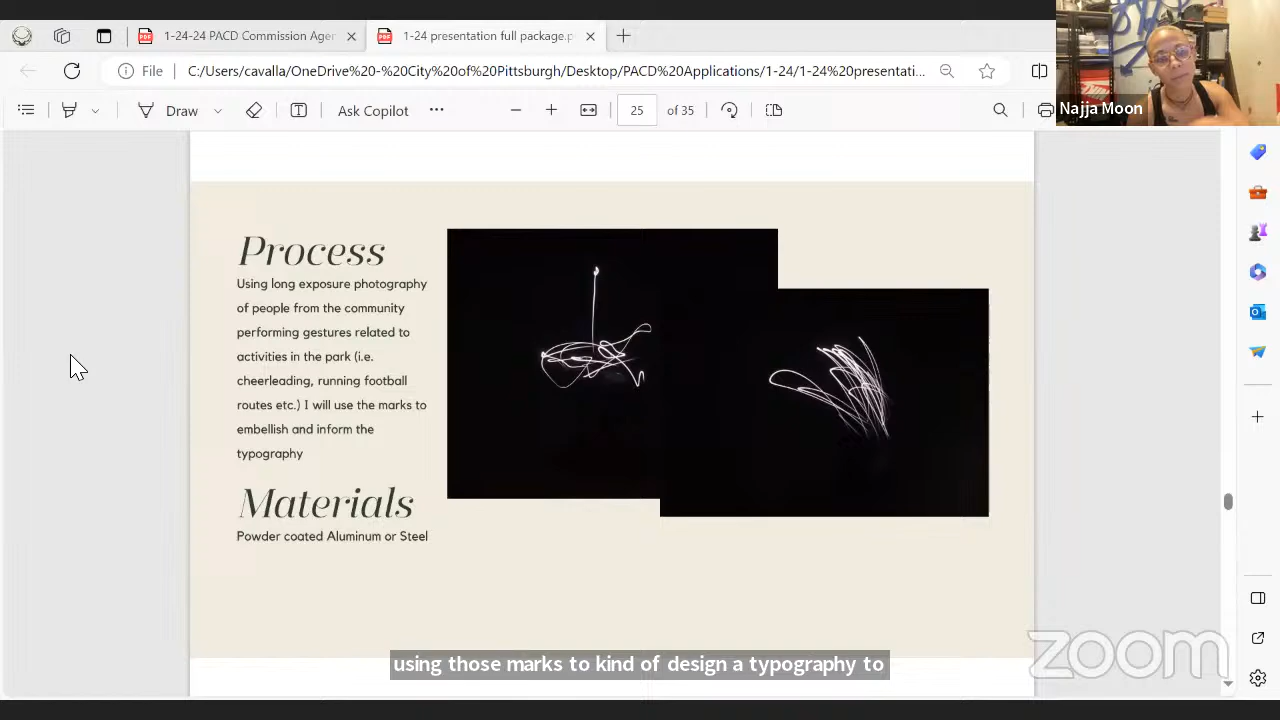 1-24-24 PACD Commission Ager
1-24 presentation full package.p
File
C:/Users/cavalla/OneDrive%20-%20City%20of%20Pittsburgh/Desktop/PACD%20Applications/1-24/1-24%20presentati...
Draw
Ask Copilot
25
of 35
Najja Moon
Process
Using long exposure photography
of people from the community
performing gestures related to
activities in the park (i.e.
cheerleading, running football
routes etc.) I will use the marks to
embellish and inform the
typography
Materials
Powder coated Aluminum or Steel
using those marks to kind of design a typography to
zoom